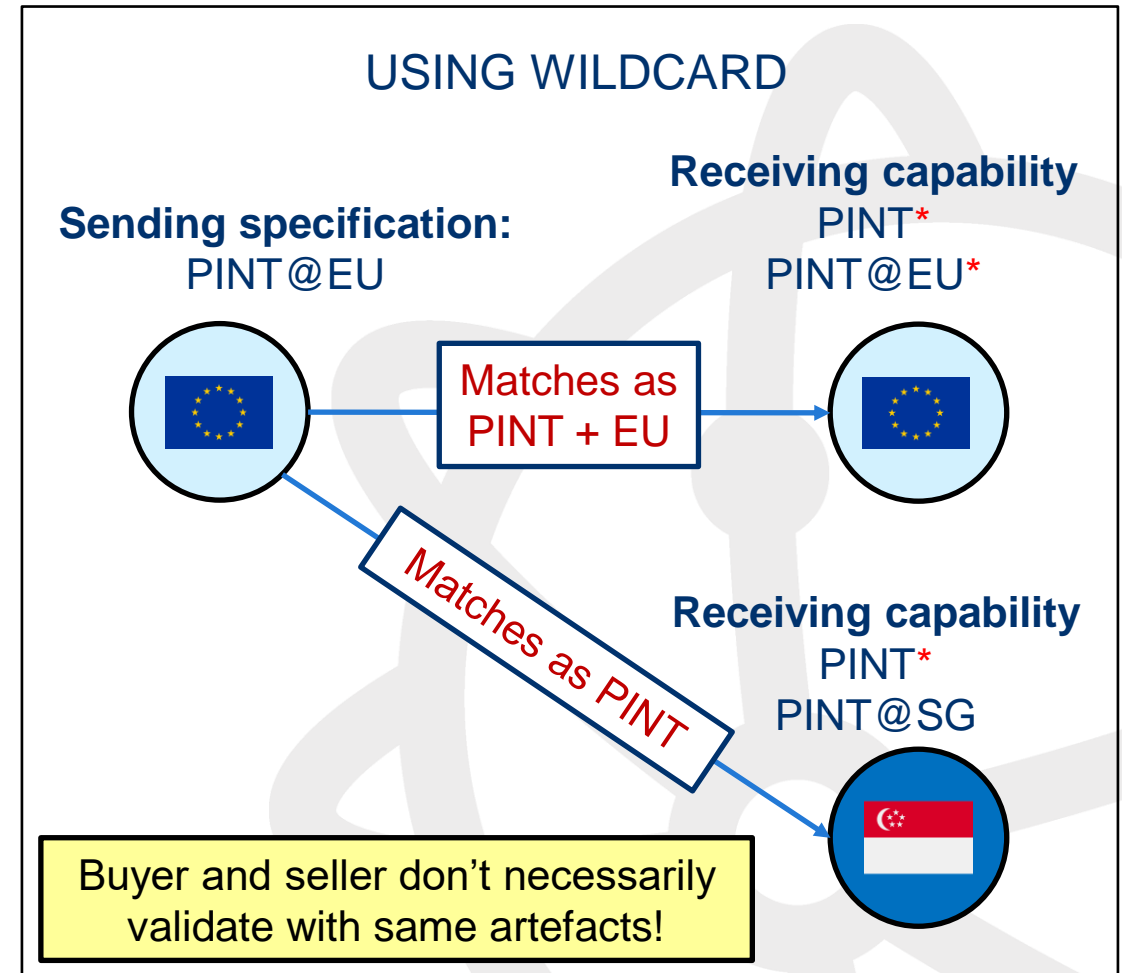 USING WILDCARD
Receiving capability
PINT*
PINT@EU*
Sending specification:
PINT@EU
Matches as
PINT + EU
Matches as PINT
Receiving capability
PINT*
PINT@SG
Buyer and seller don’t necessarily
validate with same artefacts!